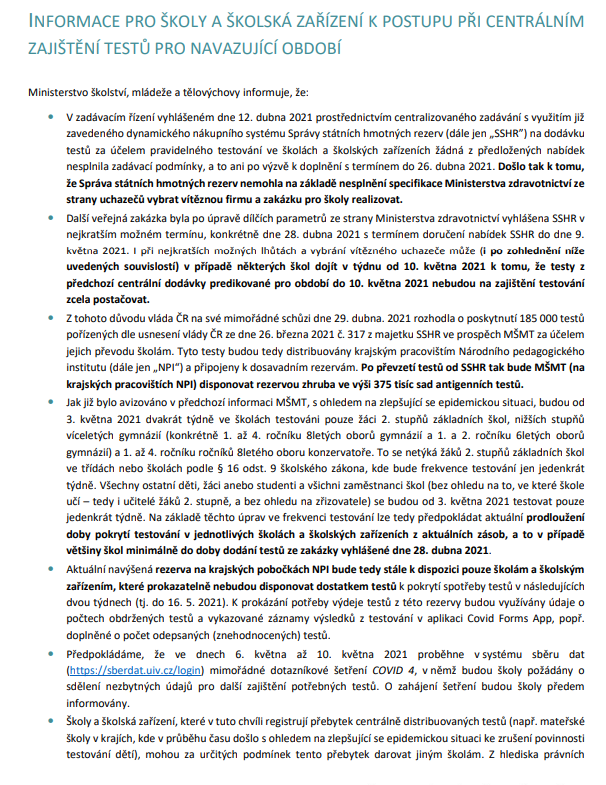 INFORMACE PRO ŠKOLY A ŠKOLSKÁ ZAŘÍZENÍ K POSTUPU PŘI CENTRÁLNÍM
ZAJIŠTĚNÍ TESTŮ PRO NAVAZUJÍCÍ OBDOBÍ
Ministerstvo školství, mládeže a tělovýchovy informuje, že:
• V zadávacím řízení vyhlášeném dne 12. dubna 2021 prostřednictvím centralizovaného zadávání s využitím již
zavedeného dynamického nákupního systému Správy státních hmotných rezerv (dále jen „SSHR") na dodávku
testů za účelem pravidelného testování ve školách a školských zařízeních žádná z předložených nabídek
nesplnila zadávací podmínky, a to ani po výzvě k doplnění s termínem do 26. dubna 2021. Došlo tak k tomu,
že Správa státních hmotných rezerv nemohla na základě nesplnění specifikace Ministerstva zdravotnictví ze
strany uchazečů vybrat vítěznou firmu a zakázku pro školy realizovat.
• Další veřejná zakázka byla po úpravě dílčích parametrů ze strany Ministerstva zdravotnictví vyhlášena SSHR v
nejkratším možném termínu, konkrétně dne 28. dubna 2021 s termínem doručení nabídek SSHR do dne 9.
května 2021. I při nejkratších možných lhůtách a vybrání vítězného uchazeče může (i po zohlednění níže
uvedených souvislostí) v případě některých škol dojít v týdnu od 10. května 2021 k tomu, že testy z
předchozí centrální dodávky predikované pro období do 10. května 2021 nebudou na zajištění testování
zcela postačovat.
• Z tohoto důvodu vláda ČR na své mimořádné schůzi dne 29. dubna 2021 rozhodla o poskytnutí 185 000 testů
pořízených dle usnesení vlády ČR ze dne 26. března 2021 č. 317 z majetku SSHR ve prospěch MŠMT za účelem
jejich převodu školám. Tyto testy budou tedy distribuovány krajským pracovištím Národního pedagogického
institutu (dále jen „NPI") a připojeny k dosavadním rezervám. Po převzetí testů od SSHR tak bude MŠMT (na
krajských pracovištích NPI) disponovat rezervou zhruba ve výši 375 tisíc sad antigenních testů.
• Jak již bylo avizováno v předchozí informaci MŠMT, s ohledem na zlepšující se epidemickou situaci, budou od
3. května 2021 dvakrát týdně ve školách testováni pouze žáci 2. stupňů základních škol, nižších stupňů
víceletých gymnázií (konkrétně 1. až 4. ročníku 8letých oborů gymnázií a 1. a 2. ročníku 6letých oborů
gymnázií) a 1. až 4. ročníku ročníků 8letého oboru konzervatoře. To se netýká žáků 2. stupňů základních škol
ve třídách nebo školách podle § 16 odst. 9 školského zákona, kde bude frekvence testování jen jedenkrát
týdně. Všechny ostatní děti, žáci anebo studenti a všichni zaměstnanci škol (bez ohledu na to, ve které škole
učí – tedy i učitelé žáků 2. stupně, a bez ohledu na zřizovatele) se budou od 3. května 2021 testovat pouze
jedenkrát týdně. Na základě těchto úprav ve frekvenci testování lze tedy předpokládat aktuální prodloužení
doby pokrytí testování v jednotlivých školách a školských zařízeních z aktuálních zásob, a to v případě
většiny škol minimálně do doby dodání testů ze zakázky vyhlášené dne 28. dubna 2021.
• Aktuální navýšená rezerva na krajských pobočkách NPI bude tedy stále k dispozici pouze školám a školským
zařízením, které prokazatelně nebudou disponovat dostatkem testů k pokrytí spotřeby testů v následujících
dvou týdnech (tj. do 16. 5. 2021). K prokázání potřeby výdeje testů z této rezervy budou využívány údaje o
počtech obdržených testů a vykazované záznamy výsledků z testování v aplikaci Covid Forms App, popř.
doplněné o počet odepsaných (znehodnocených) testů.
• Předpokládáme, že ve dnech 6. května až 10. května 2021 proběhne v systému sběru dat
(https://sberdat.uiv.cz/login) mimořádné dotazníkové šetření COVID 4, v němž budou školy požádány o
sdělení nezbytných údajů pro další zajištění potřebných testů. O zahájení šetření budou školy předem
informovány.
• Školy a školská zařízení, které v tuto chvíli registrují přebytek centrálně distribuovaných testů (např. mateřské
školy v krajích, kde v průběhu času došlo s ohledem na zlepšující se epidemickou situaci ke zrušení povinnosti
testování dětí), mohou za určitých podmínek tento přebytek darovat jiným školám. Z hlediska právních